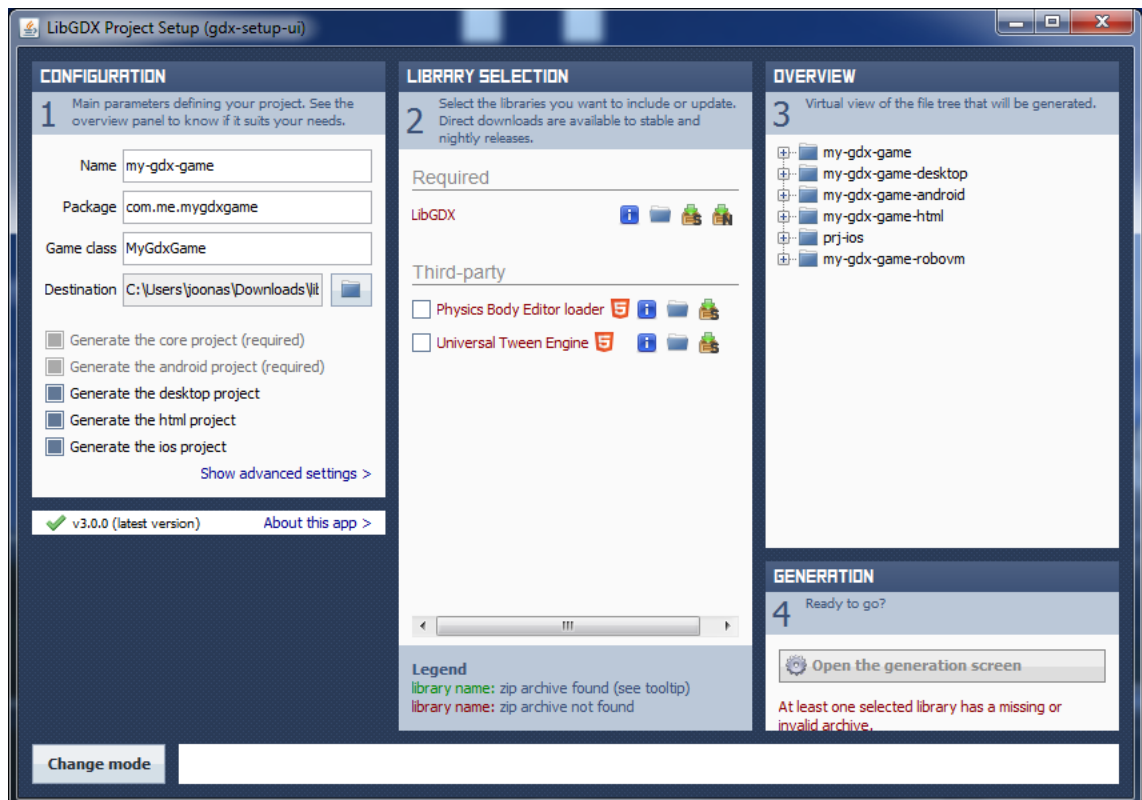 LibGDX Project Setup (gdx-setup-ui)
CONFIGURATION
1
Main parameters defining your project. See the
overview panel to know if it suits your needs.
Name my-gdx-game
Package com.me.mygdxgame
Game class MyGdxGame
Destination C:\Users\joonas\Downloads\lib
Generate the core project (required)
Generate the android project (required)
Generate the desktop project
Generate the html project
Generate the ios project
Show advanced settings >
v3.0.0 (latest version) About this app >
LIBRARY SELECTION
2
Select the libraries you want to include or update.
Direct downloads are available to stable and
nightly releases.
Required
LibGDX
Third-party
Physics Body Editor loader
Universal Tween Engine
Legend
library name: zip archive found (see tooltip)
library name: zip archive not found
OVERVIEW
3
Virtual view of the file tree that will be generated.
my-gdx-game
my-gdx-game-desktop
my-gdx-game-android
my-gdx-game-html
prj-ios
my-gdx-game-robovm
GENERATION
4
Ready to go?
Open the generation screen
At least one selected library has a missing or
invalid archive.
Change mode